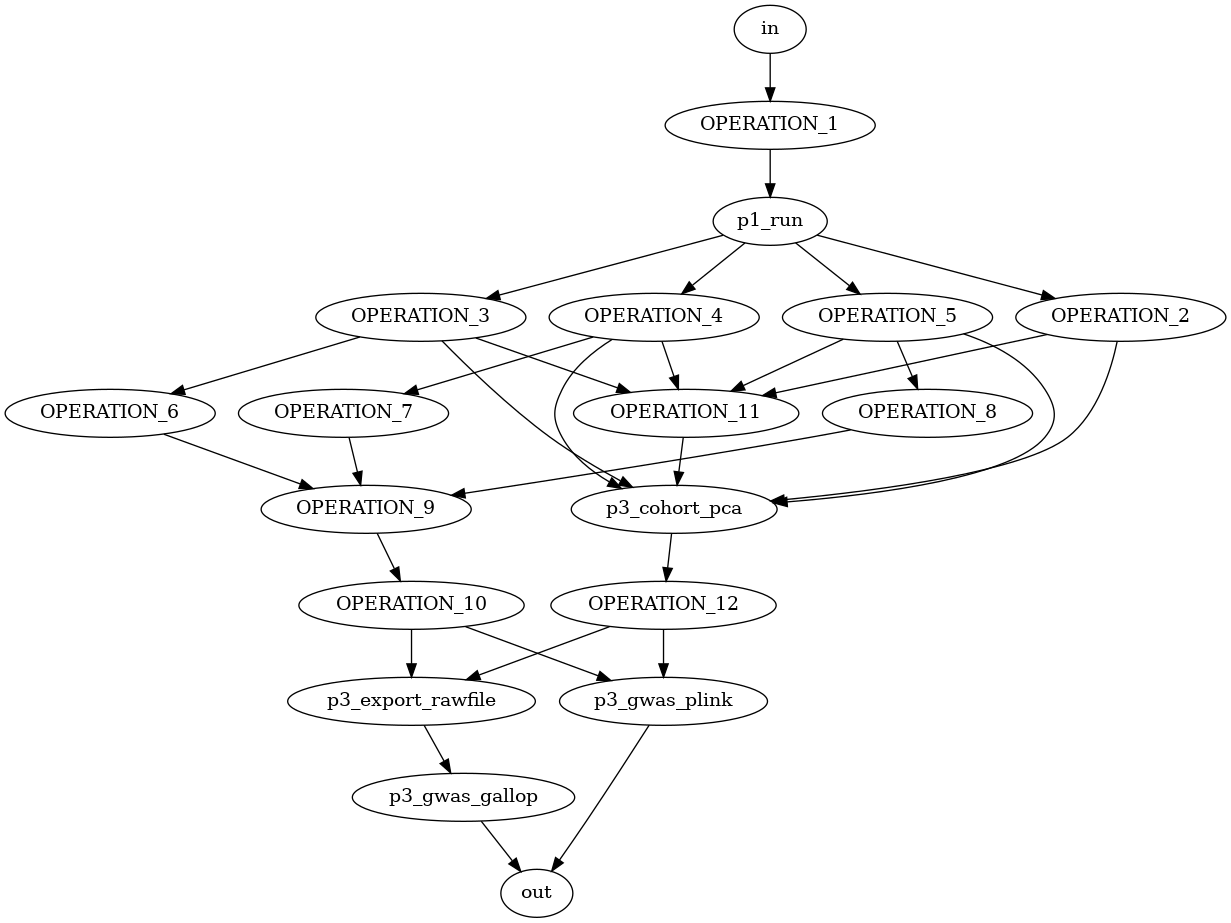 in
OPERATION_1
p1_run
OPERATION_3
OPERATION_4
OPERATION_5
OPERATION_2
OPERATION_6
OPERATION_7
OPERATION_11
OPERATION_8
OPERATION_9
p3_cohort_pca
OPERATION_10
OPERATION_12
p3_export_rawfile
p3_gwas_plink
p3_gwas_gallop
out